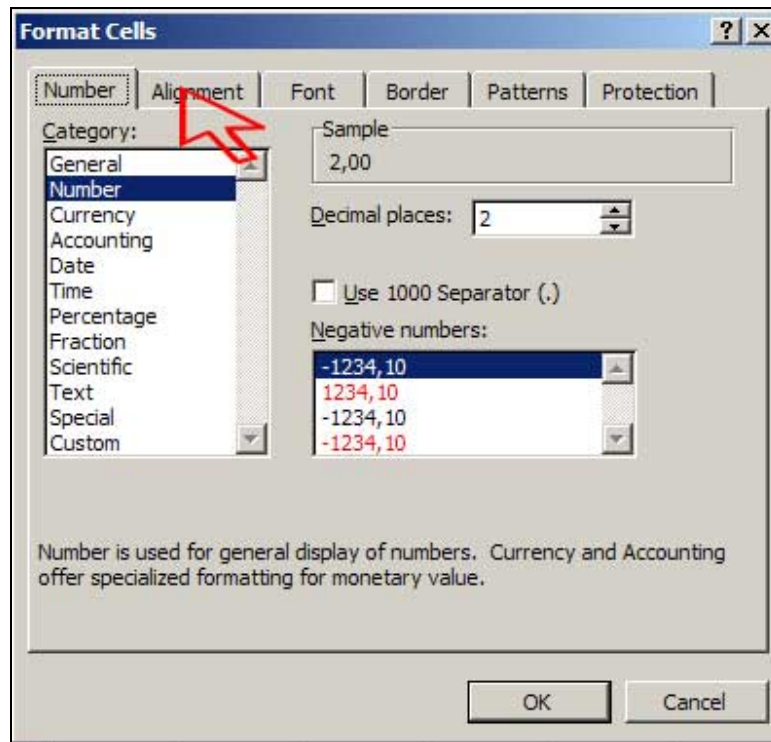 Format Cells
Number Alignment Font Border Patterns Protection
Category:
General
Number
Currency
Accounting
Date
Time
Percentage
Fraction
Scientific
Text
Special
Custom
Sample
2,00
Decimal places: 2
Use 1000 Separator (.)
Negative numbers:
-1234,10
1234,10
-1234,10
-1234,10
Number is used for general display of numbers. Currency and Accounting
offer specialized formatting for monetary value.
OK Cancel